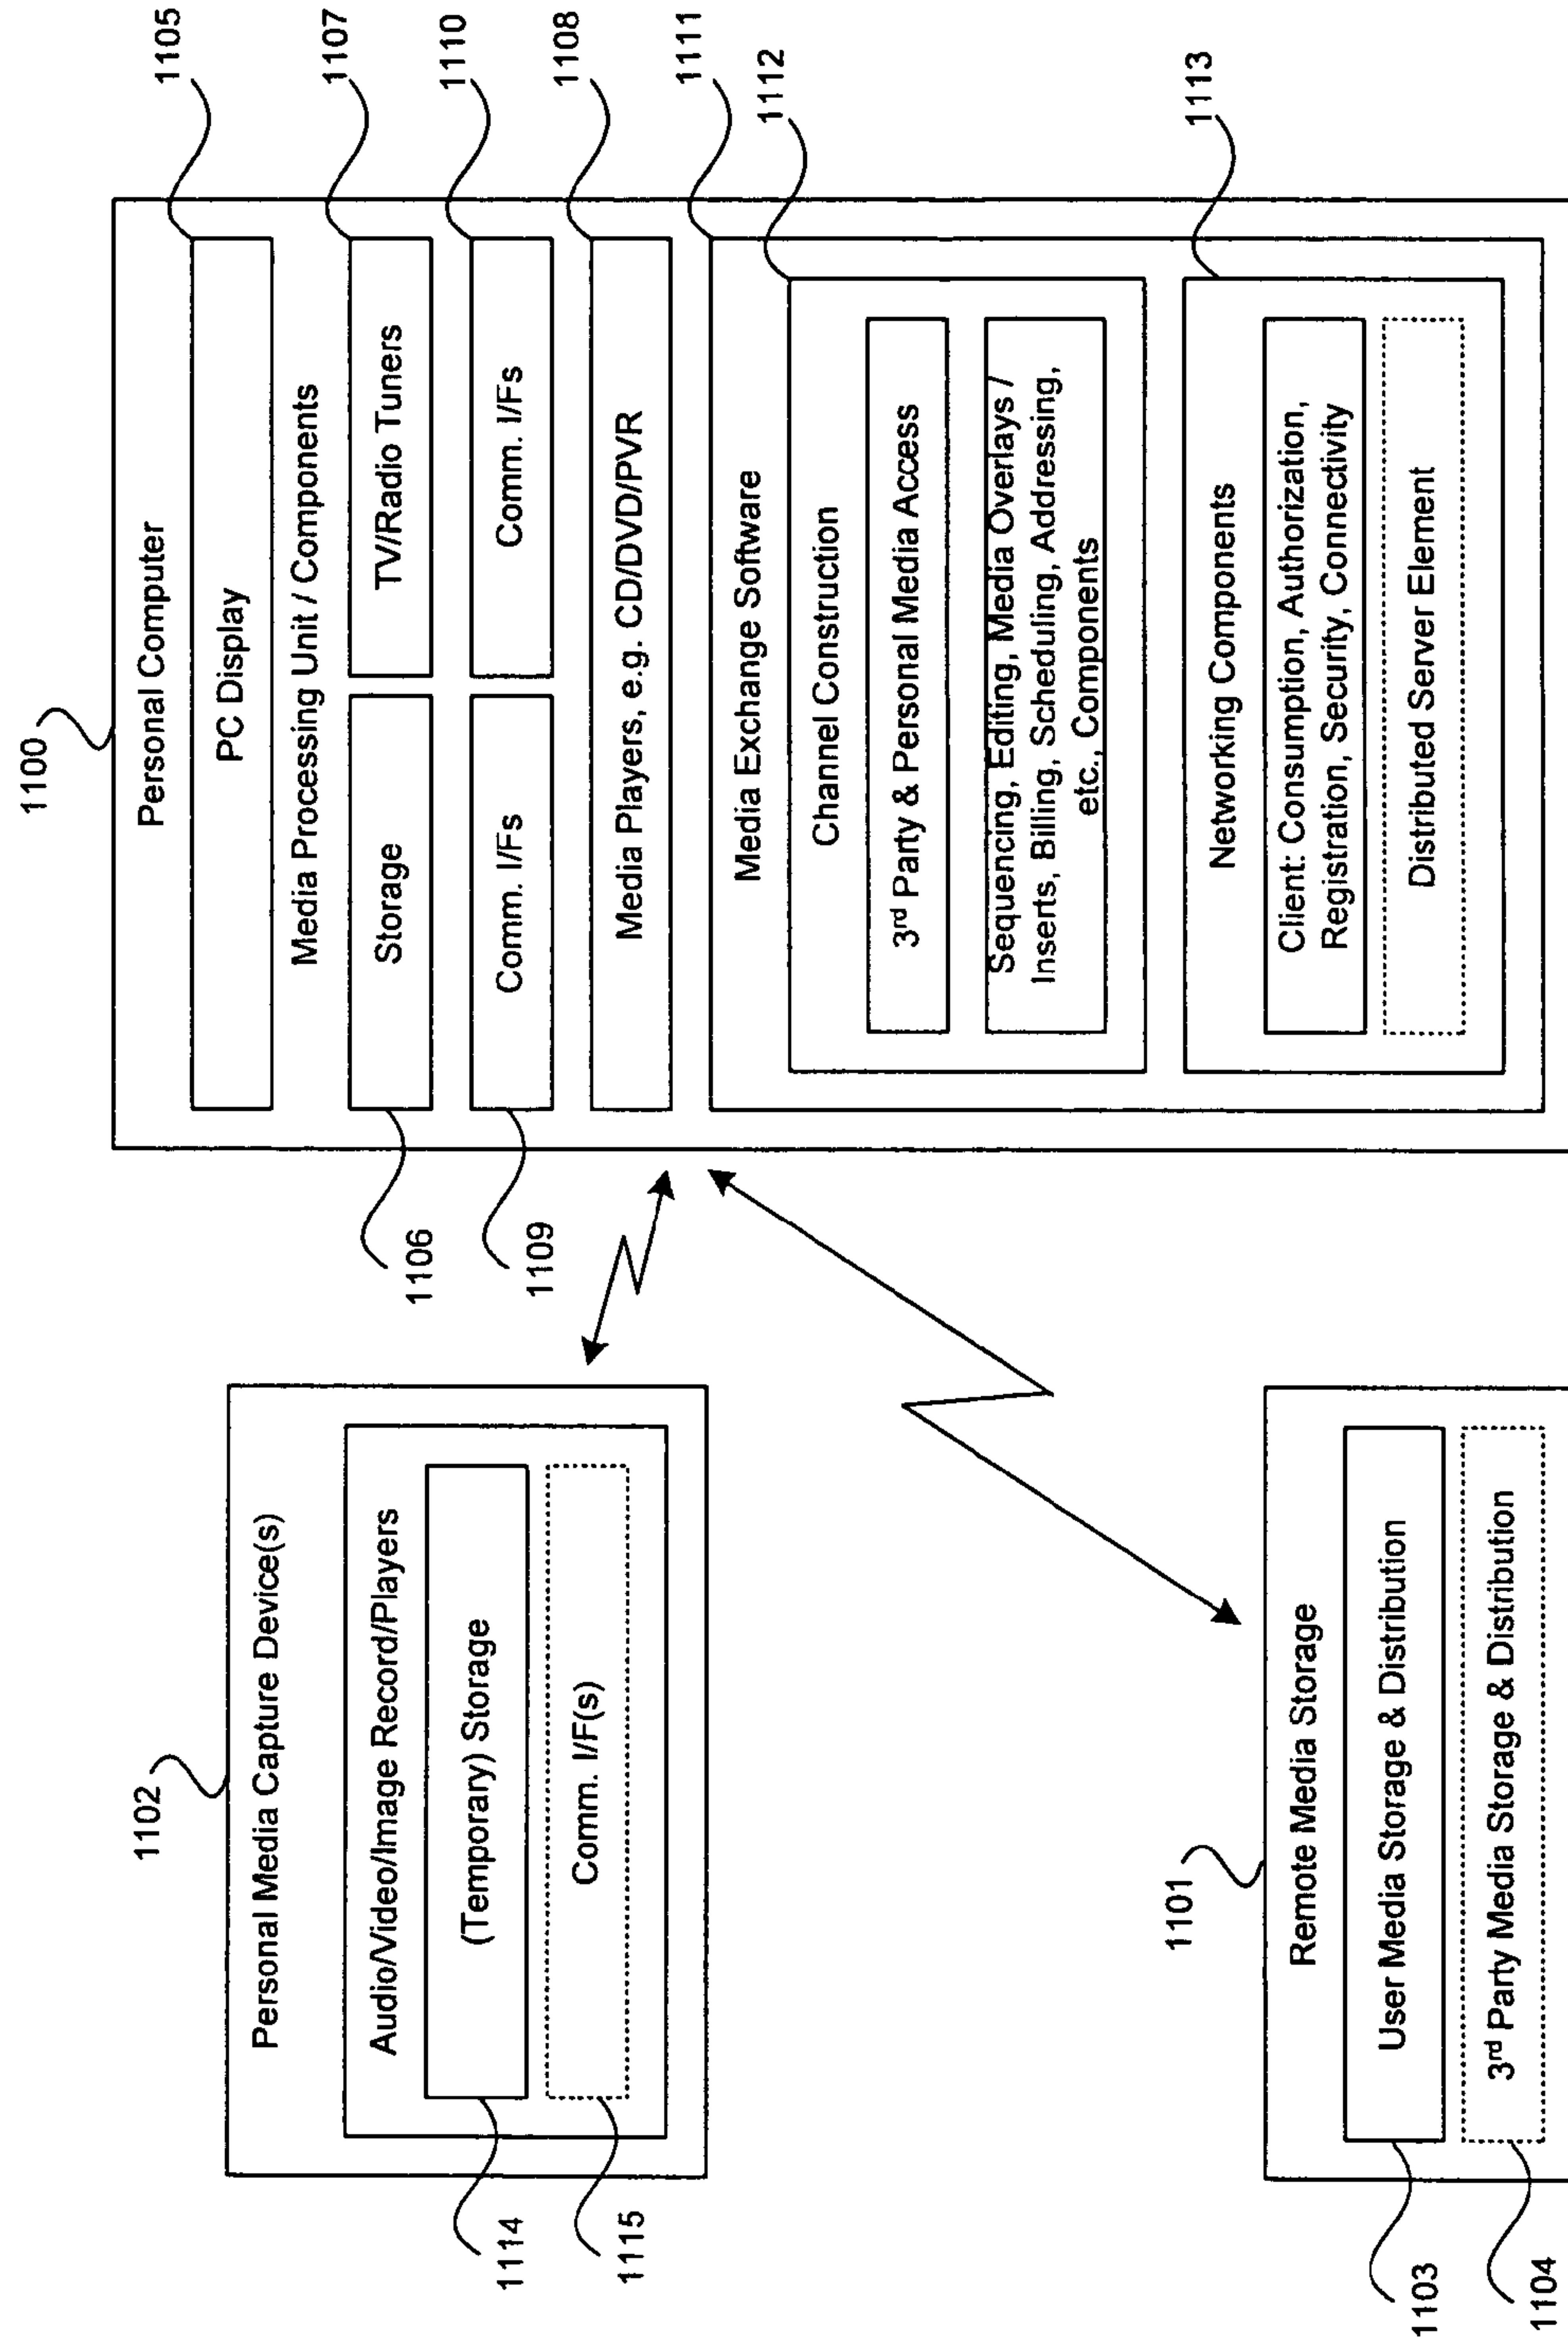 1100
Personal Computer
1105
PC Display
Media Processing Unit / Components
1107
Storage
TV/Radio Tuners
1106
1110
Comm. I/Fs
Comm. I/Fs
1109
1108
Media Players, e.g. CD/DVD/PVR
1111
Media Exchange Software
1112
Channel Construction
3rd Party & Personal Media Access
Sequencing, Editing, Media Overlays /
Inserts, Billing, Scheduling, Addressing,
etc., Components
1113
Networking Components
Client: Consumption, Authorization,
Registration, Security, Connectivity
Distributed Server Element
1102
Personal Media Capture Device(s)
Audio/Video/Image Record/Players
(Temporary) Storage
1114
Comm. I/F(s)
1115
1101
Remote Media Storage
User Media Storage & Distribution
1103
3rd Party Media Storage & Distribution
1104